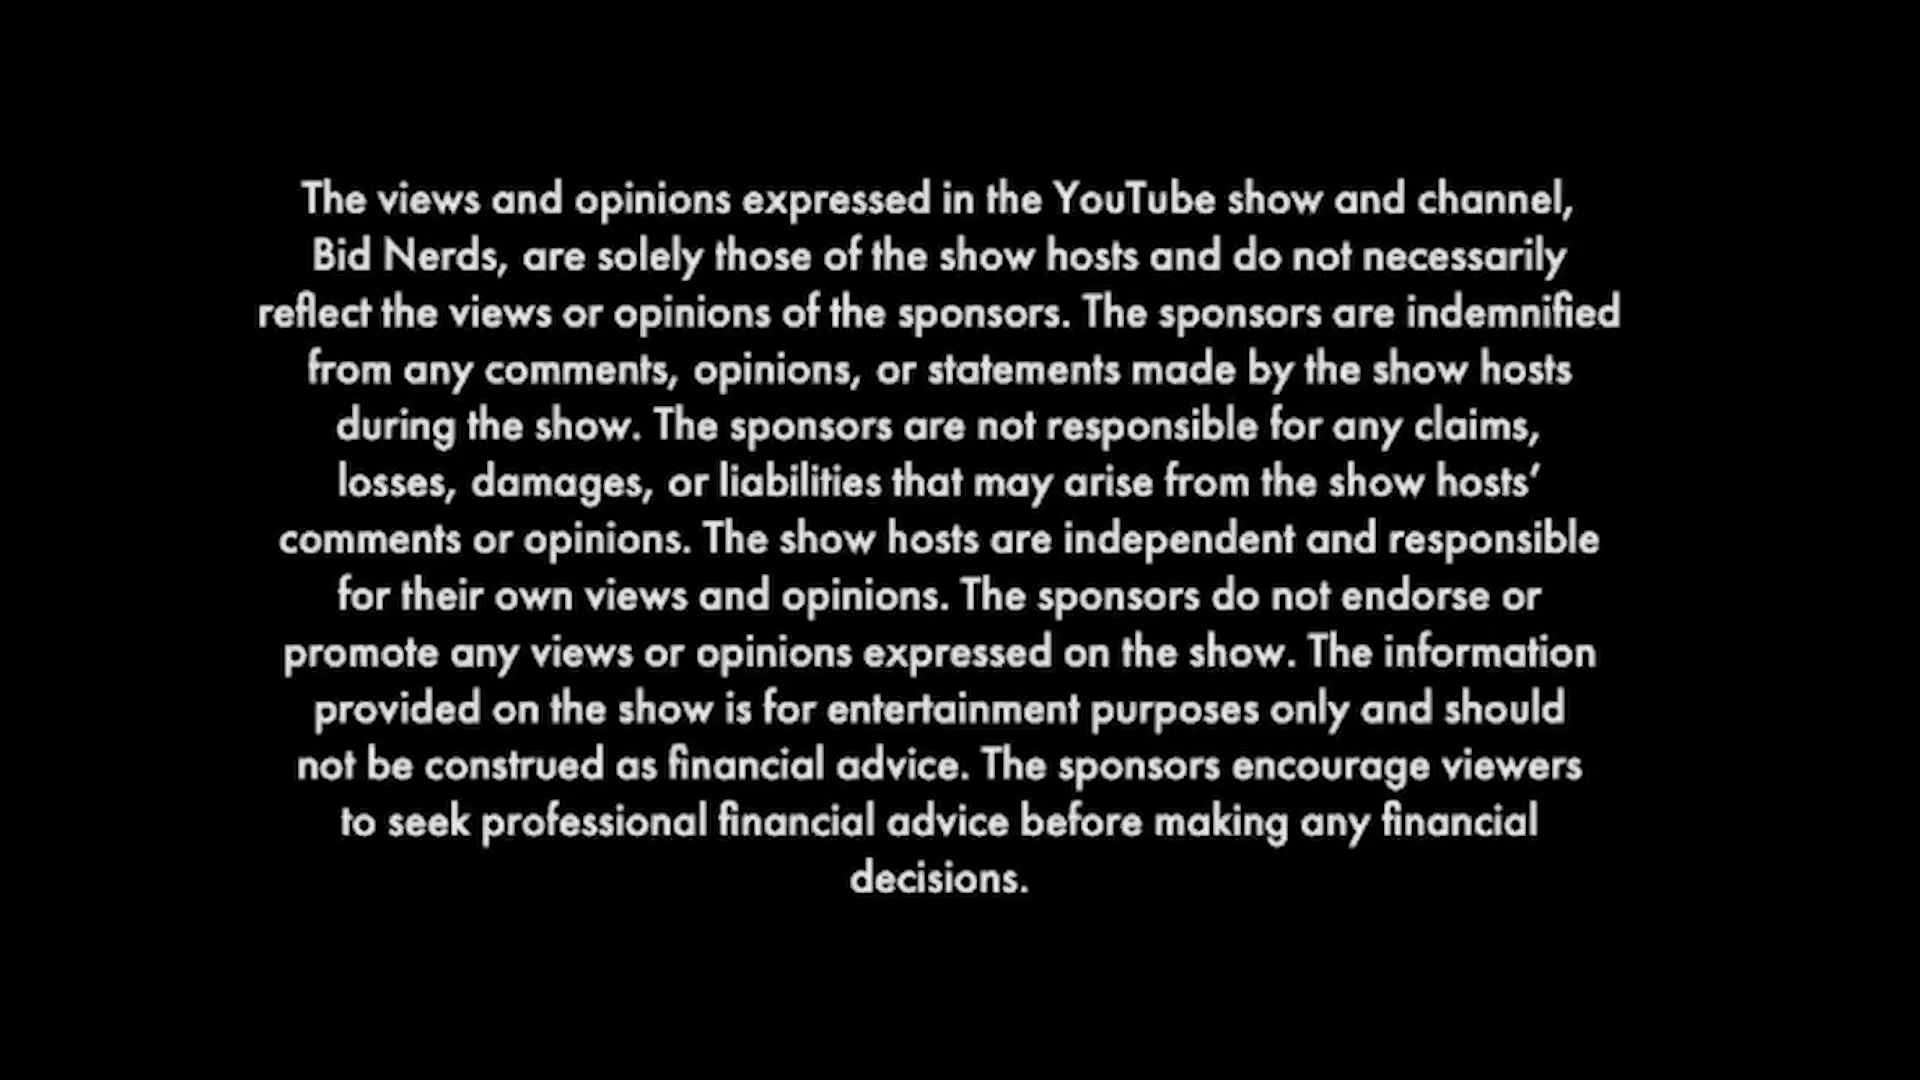 The views and opinions expressed in the YouTube show and channel,
Bid Nerds, are solely those of the show hosts and do not necessarily
reflect the views or opinions of the sponsors. The sponsors are indemnified
from any comments, opinions, or statements made by the show hosts
during the show. The sponsors are not responsible for any claims,
losses, damages, or liabilities that may arise from the show hosts’
comments or opinions. The show hosts are independent and responsible
for their own views and opinions. The sponsors do not endorse or
promote any views or opinions expressed on the show. The information
provided on the show is for entertainment purposes only and should
not be construed as financial advice. The sponsors encourage viewers
to seek professional financial advice before making any financial
decisions.